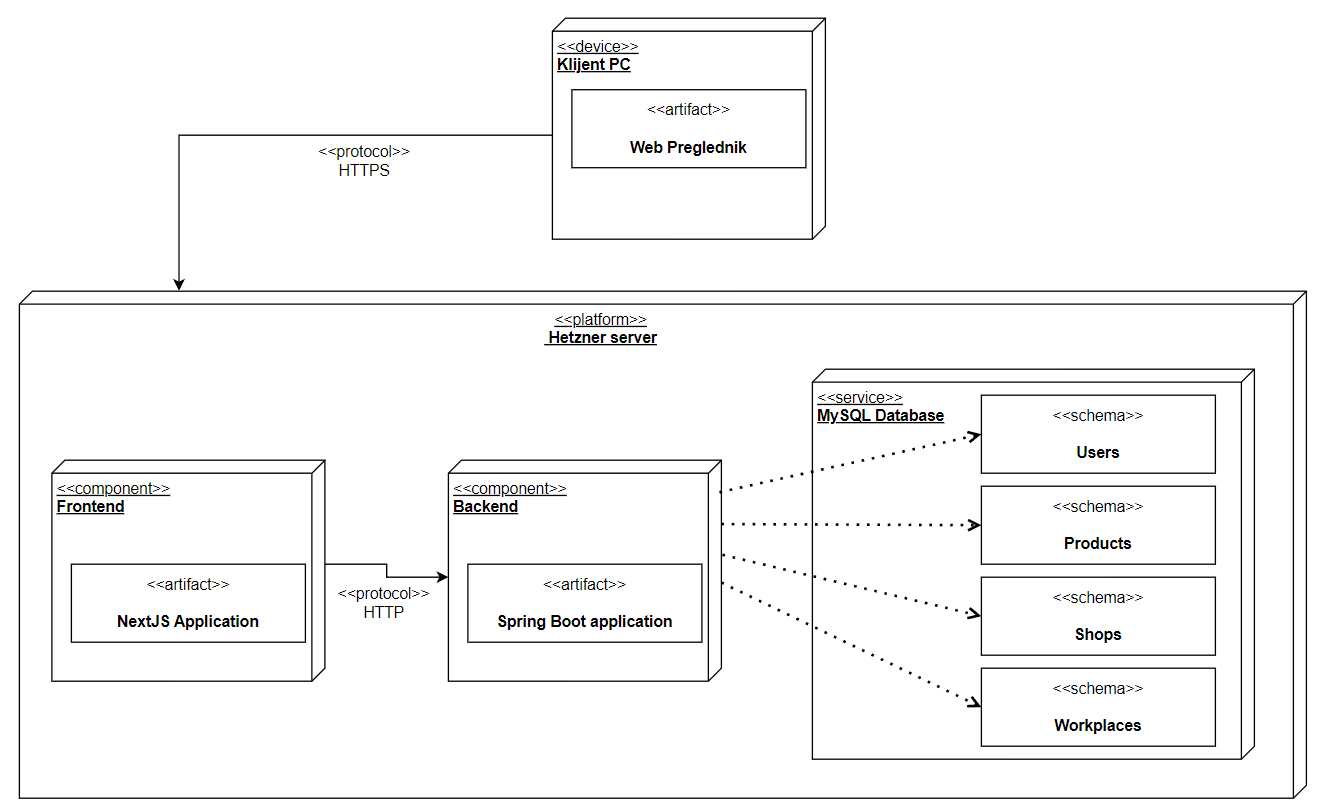 <<device>>
Klijent PC
<<artifact>>
Web Preglednik
<<protocol>>
HTTPS
<<platform>>
Hetzner server
<<service>>
MySQL Database
<<schema>>
Users
<<schema>>
Products
<<schema>>
Shops
<<schema>>
Workplaces
<<component>>
Frontend
<<artifact>>
NextJS Application
<<protocol>>
HTTP
<<component>>
Backend
<<artifact>>
Spring Boot application